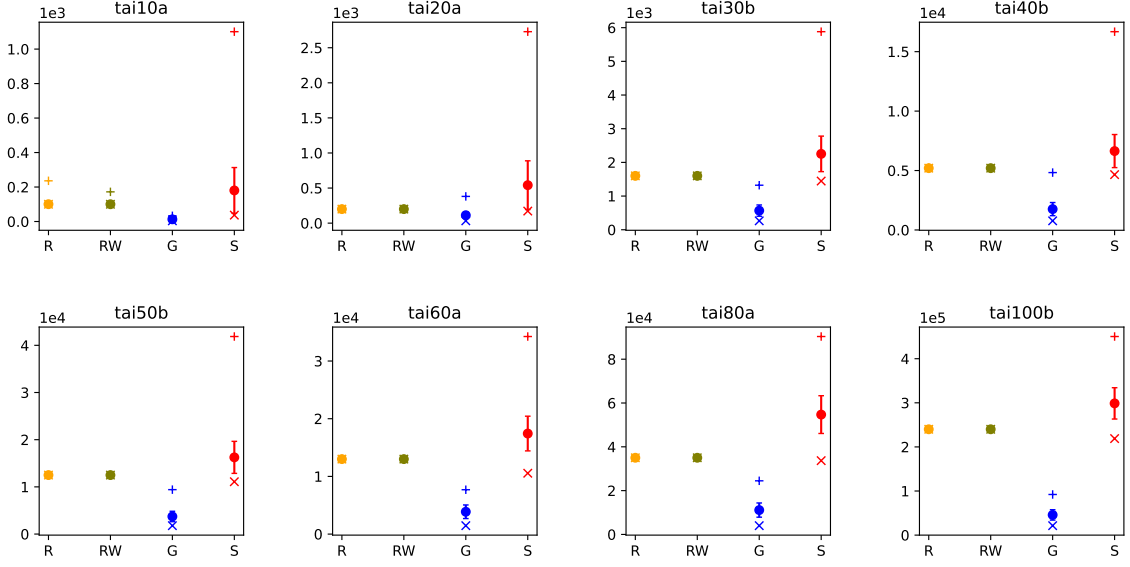 tai10a
1e3
1.0
0.8
0.6
0.4
0.2
0.0
R RW G S
tai20a
1e3
2.5
2.0
1.5
1.0
0.5
0.0
R RW G S
tai30b
1e3
6
5
4
3
2
1
0
R RW G S
tai40b
1e4
1.5
1.0
0.5
0.0
R RW G S
tai50b
1e4
4
3
2
1
0
R RW G S
tai60a
1e4
3
2
1
0
R RW G S
tai80a
1e4
8
6
4
2
0
R RW G S
tai100b
1e5
4
3
2
1
0
R RW G S